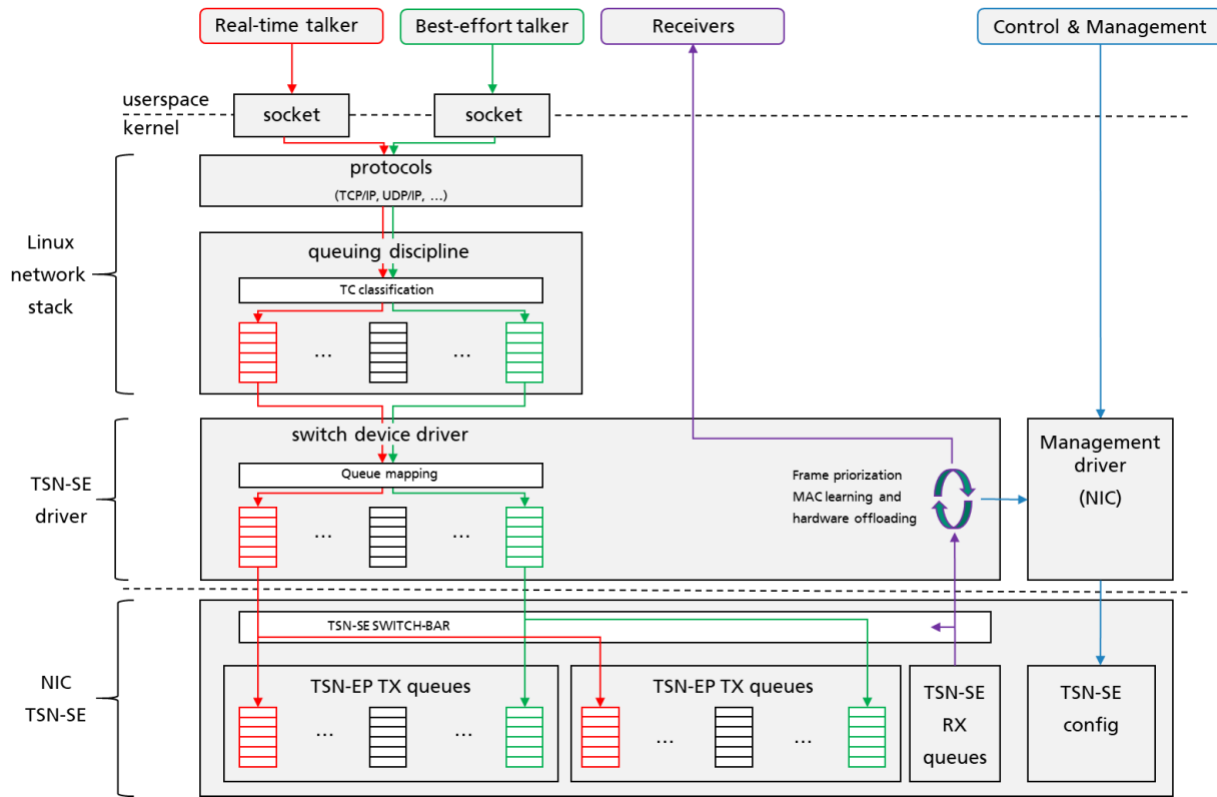 Real-time talker
Best-effort talker
Receivers
Control & Management
userspace
kernel
socket
socket
protocols
(TCP/IP, UDP/IP, ...)
Linux
network
stack
queuing discipline
TC classification
...
...
TSN-SE
driver
switch device driver
Queue mapping
...
...
Frame priorization
MAC learning and
hardware offloading
Management
driver
(NIC)
NIC
TSN-SE
TSN-SE SWITCH-BAR
TSN-EP TX queues
...
...
TSN-EP TX queues
...
...
TSN-SE
RX
queues
TSN-SE
config